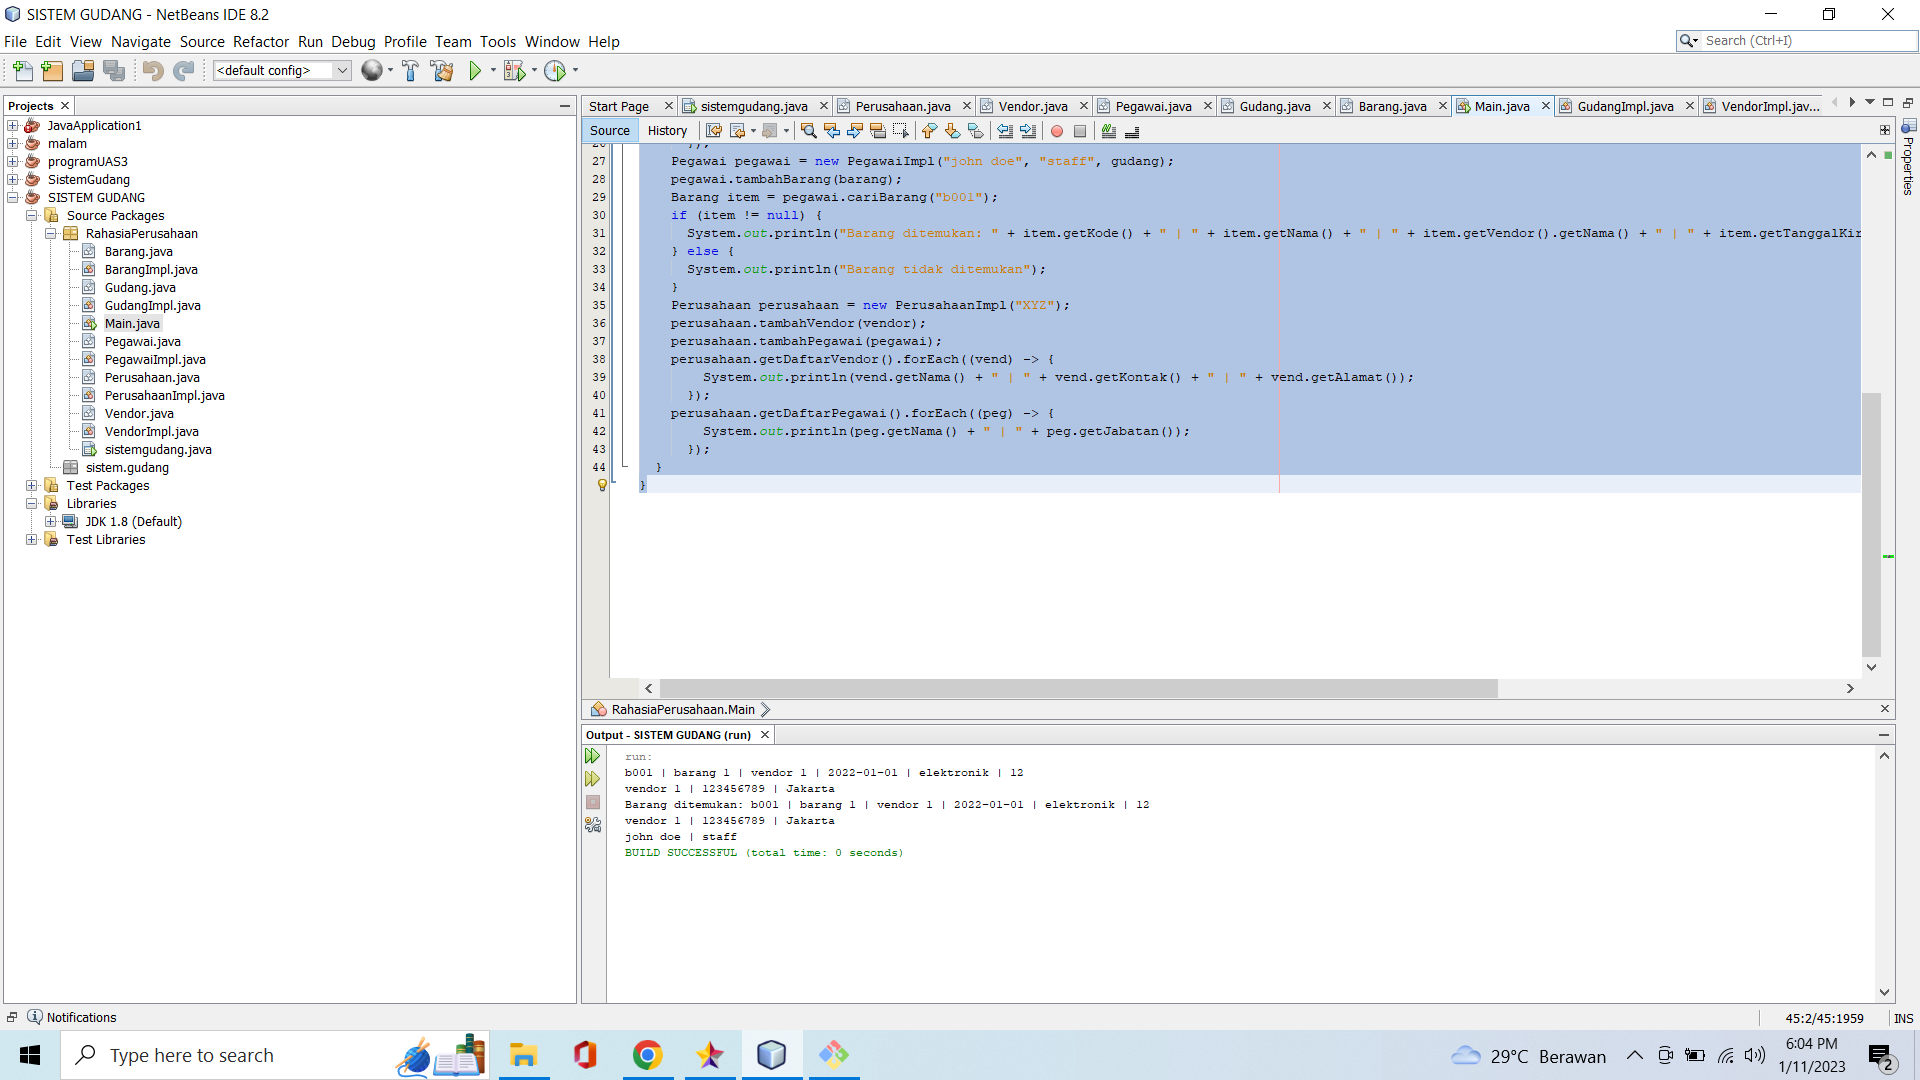 SISTEM GUDANG - NetBeans IDE 8.2
File Edit View Navigate Source Refactor Run Debug Profile Team Tools Window Help
Search (Ctrl+I)
<default config>
Projects
JavaApplication1
malam
programUAS3
SistemGudang
SISTEM GUDANG
Source Packages
RahasiaPerusahaan
Barang.java
BarangImpl.java
Gudang.java
GudangImpl.java
Main.java
Pegawai.java
PegawaiImpl.java
Perusahaan.java
PerusahaanImpl.java
Vendor.java
VendorImpl.java
sistemgudang.java
sistem.gudang
Test Packages
Libraries
JDK 1.8 (Default)
Test Libraries
Start Page sistemgudang.java Perusahaan.java Vendor.java Pegawai.java Gudang.java Barang.java Main.java GudangImpl.java VendorImpl.jav...
Source History
Properties
});
27 Pegawai pegawai = new PegawaiImpl("john doe", "staff", gudang);
28 pegawai.tambahBarang(barang);
29 Barang item = pegawai.cariBarang("b001");
30 if (item != null) {
31 System.out.println("Barang ditemukan: " + item.getKode() + " | " + item.getNama() + " | " + item.getVendor().getNama() + " | " + item.getTanggalKir
32 } else {
33 System.out.println("Barang tidak ditemukan");
34 }
35 Perusahaan perusahaan = new PerusahaanImpl("XYZ");
36 perusahaan.tambahVendor(vendor);
37 perusahaan.tambahPegawai(pegawai);
38 perusahaan.getDaftarVendor().forEach((vend) -> {
39 System.out.println(vend.getNama() + " | " + vend.getKontak() + " | " + vend.getAlamat());
40 });
41 perusahaan.getDaftarPegawai().forEach((peg) -> {
42 System.out.println(peg.getNama() + " | " + peg.getJabatan());
43 });
44 }
}
RahasiaPerusahaan.Main
Output - SISTEM GUDANG (run)
run:
b001 | barang 1 | vendor 1 | 2022-01-01 | elektronik | 12
vendor 1 | 123456789 | Jakarta
Barang ditemukan: b001 | barang 1 | vendor 1 | 2022-01-01 | elektronik | 12
vendor 1 | 123456789 | Jakarta
john doe | staff
BUILD SUCCESSFUL (total time: 0 seconds)
Notifications
45:2/45:1959 INS
Type here to search
29°C Berawan
6:04 PM
1/11/2023
2